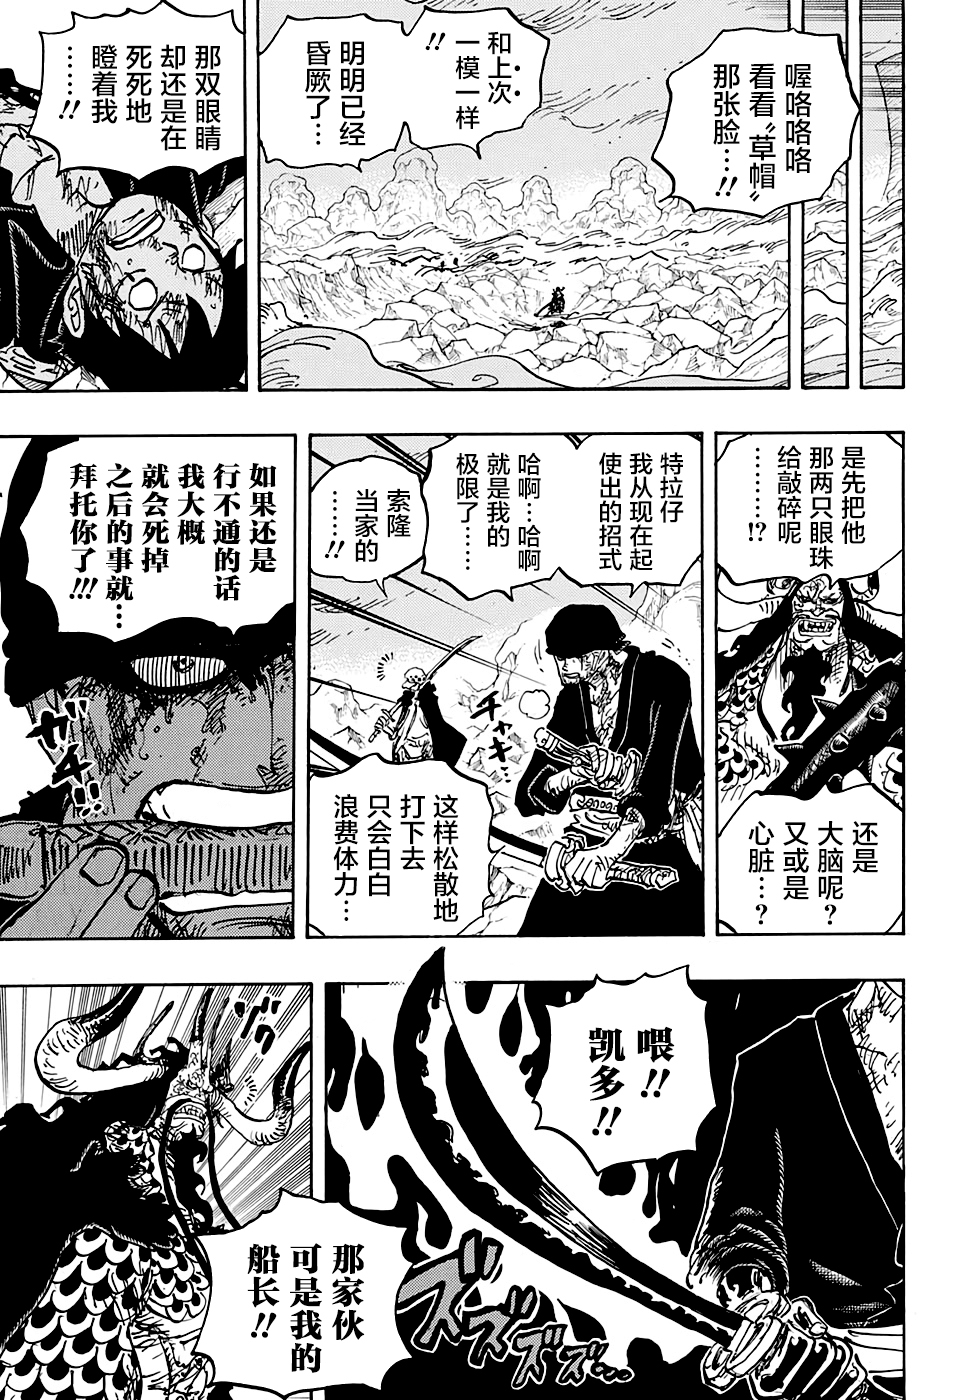 喔咯咯咯
看看〝草帽〞
那张脸……!!
和上次
一模一样
!!
明明已经
昏厥了…
那双眼睛
却还是在
死死地
瞪着我
……!!
是先把他
那两只眼珠
给敲碎呢
………!?
还是
大脑呢?
又或是
心脏…?
特拉仔
我从现在起
使出的招式
哈啊…哈啊
就是我的
极限了……
索隆
当家的
……!!
チャキ…
这样松散地
打下去
只会白白
浪费体力…
如果还是
行不通的话
我大概
就会死掉
之后的事就…
拜托你了!!!
ガギ…!!
喂!!
凯多!!
ズズズズズ…
ゾクッ
那家伙
可是我的
船长!!